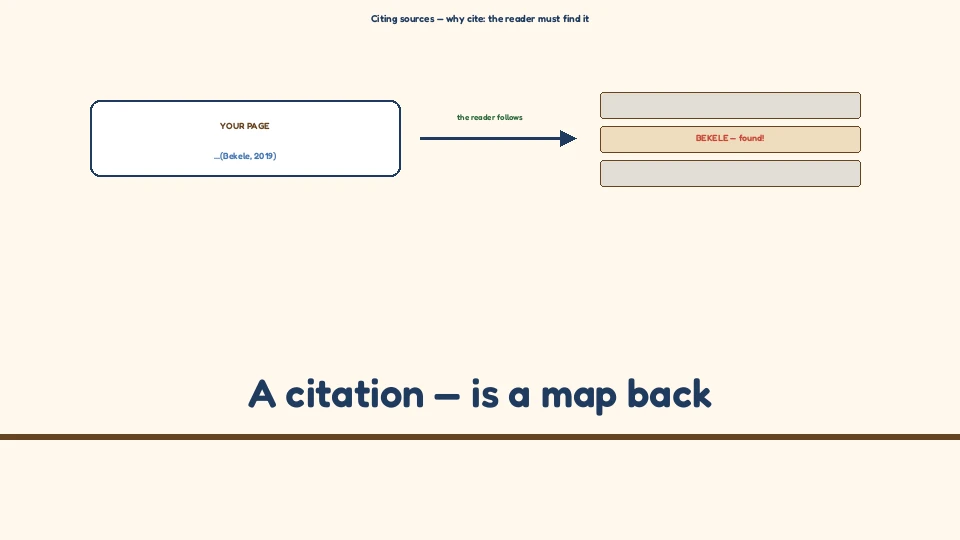 Citing sources — why cite: the reader must find it
YOUR PAGE
...(Bekele, 2019)
the reader follows
BEKELE — found!
A citation — is a map back